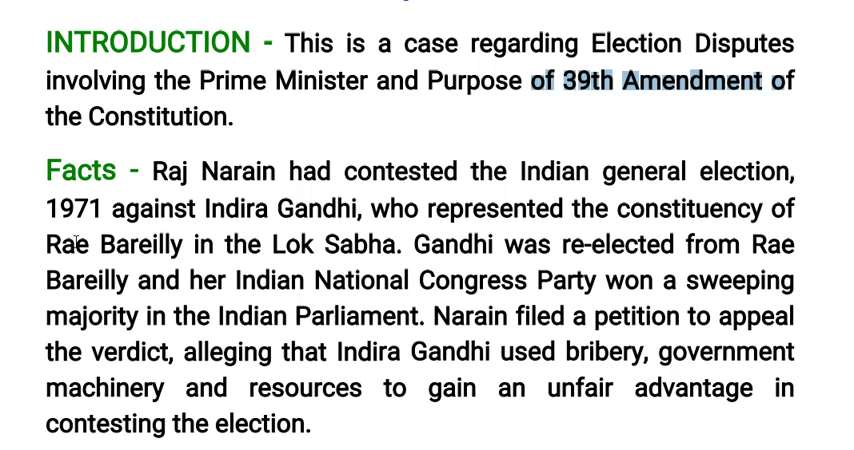 INTRODUCTION - This is a case regarding Election Disputes
involving the Prime Minister and Purpose of 39th Amendment of
the Constitution.
Facts - Raj Narain had contested the Indian general election,
1971 against Indira Gandhi, who represented the constituency of
Rae Bareilly in the Lok Sabha. Gandhi was re-elected from Rae
Bareilly and her Indian National Congress Party won a sweeping
majority in the Indian Parliament. Narain filed a petition to appeal
the verdict, alleging that Indira Gandhi used bribery, government
machinery and resources to gain an unfair advantage in
contesting the election.